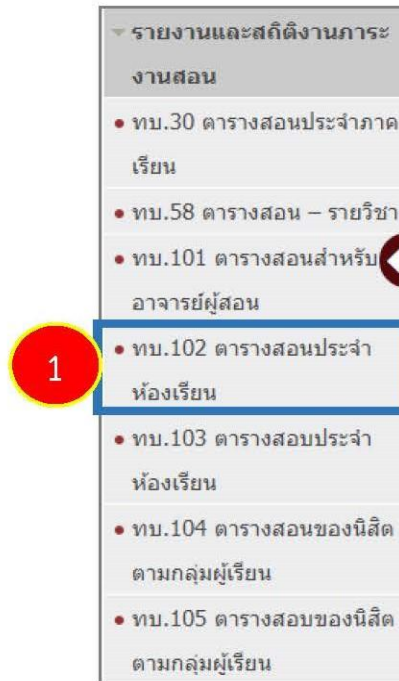 รายงานและสถิติงานภาระ
งานสอน
ทบ.30 ตารางสอนประจำภาค
เรียน
ทบ.58 ตารางสอน – รายวิชา
ทบ.101 ตารางสอนสำหรับ
อาจารย์ผู้สอน
1
ทบ.102 ตารางสอนประจำ
ห้องเรียน
ทบ.103 ตารางสอบประจำ
ห้องเรียน
ทบ.104 ตารางสอนของนิสิต
ตามกลุ่มผู้เรียน
ทบ.105 ตารางสอบของนิสิต
ตามกลุ่มผู้เรียน